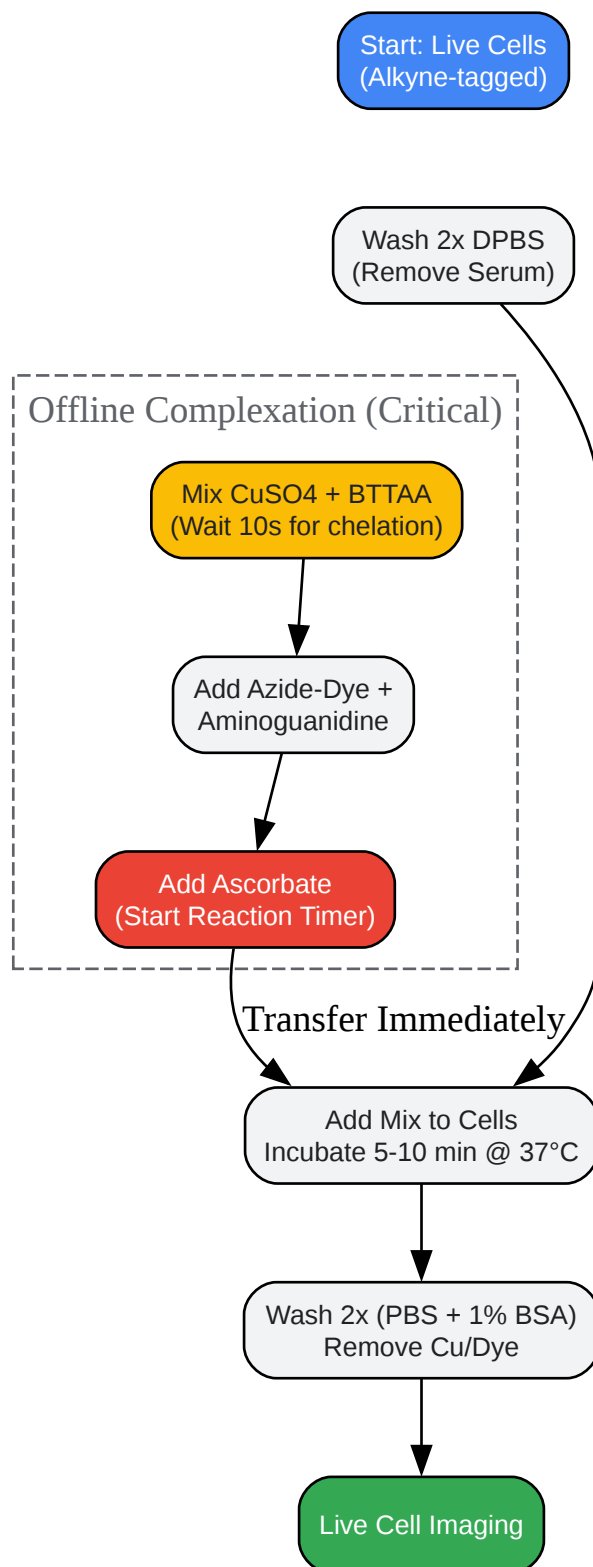 Start: Live Cells
(Alkyne-tagged)
Wash 2x DPBS
(Remove Serum)
Offline Complexation (Critical)
Mix CuSO4 + BTTAA
(Wait 10s for chelation)
Add Azide-Dye +
Aminoguanidine
Add Ascorbate
(Start Reaction Timer)
Transfer Immediately
Add Mix to Cells
Incubate 5-10 min @ 37°C
Wash 2x (PBS + 1% BSA)
Remove Cu/Dye
Live Cell Imaging